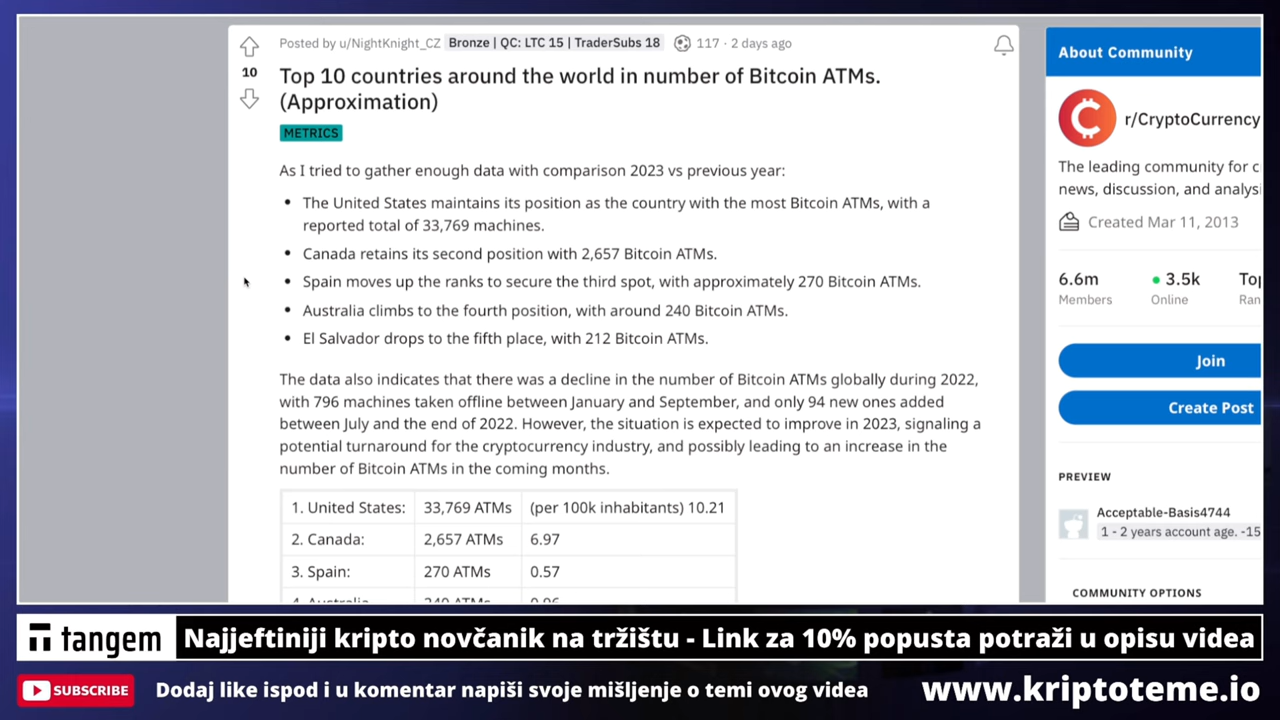 Posted by u/NightKnight_CZ Bronze | QC: LTC 15 | TraderSubs 18 117 · 2 days ago
10
Top 10 countries around the world in number of Bitcoin ATMs.
(Approximation)
METRICS
As I tried to gather enough data with comparison 2023 vs previous year:
• The United States maintains its position as the country with the most Bitcoin ATMs, with a
reported total of 33,769 machines.
• Canada retains its second position with 2,657 Bitcoin ATMs.
• Spain moves up the ranks to secure the third spot, with approximately 270 Bitcoin ATMs.
• Australia climbs to the fourth position, with around 240 Bitcoin ATMs.
• El Salvador drops to the fifth place, with 212 Bitcoin ATMs.
The data also indicates that there was a decline in the number of Bitcoin ATMs globally during 2022,
with 796 machines taken offline between January and September, and only 94 new ones added
between July and the end of 2022. However, the situation is expected to improve in 2023, signaling a
potential turnaround for the cryptocurrency industry, and possibly leading to an increase in the
number of Bitcoin ATMs in the coming months.
1. United States: 33,769 ATMs (per 100k inhabitants) 10.21
2. Canada: 2,657 ATMs 6.97
3. Spain: 270 ATMs 0.57
4. Australia 240 ATMs 0.96
About Community
r/CryptoCurrency
The leading community for c
news, discussion, and analysi
Created Mar 11, 2013
6.6m 3.5k Top
Members Online Ran
Join
Create Post
PREVIEW
Acceptable-Basis4744
1 - 2 years account age. -15
COMMUNITY OPTIONS
tangem Najjeftiniji kripto novčanik na tržištu - Link za 10% popusta potraži u opisu videa
SUBSCRIBE Dodaj like ispod i u komentar napiši svoje mišljenje o temi ovog videa www.kriptoteme.io